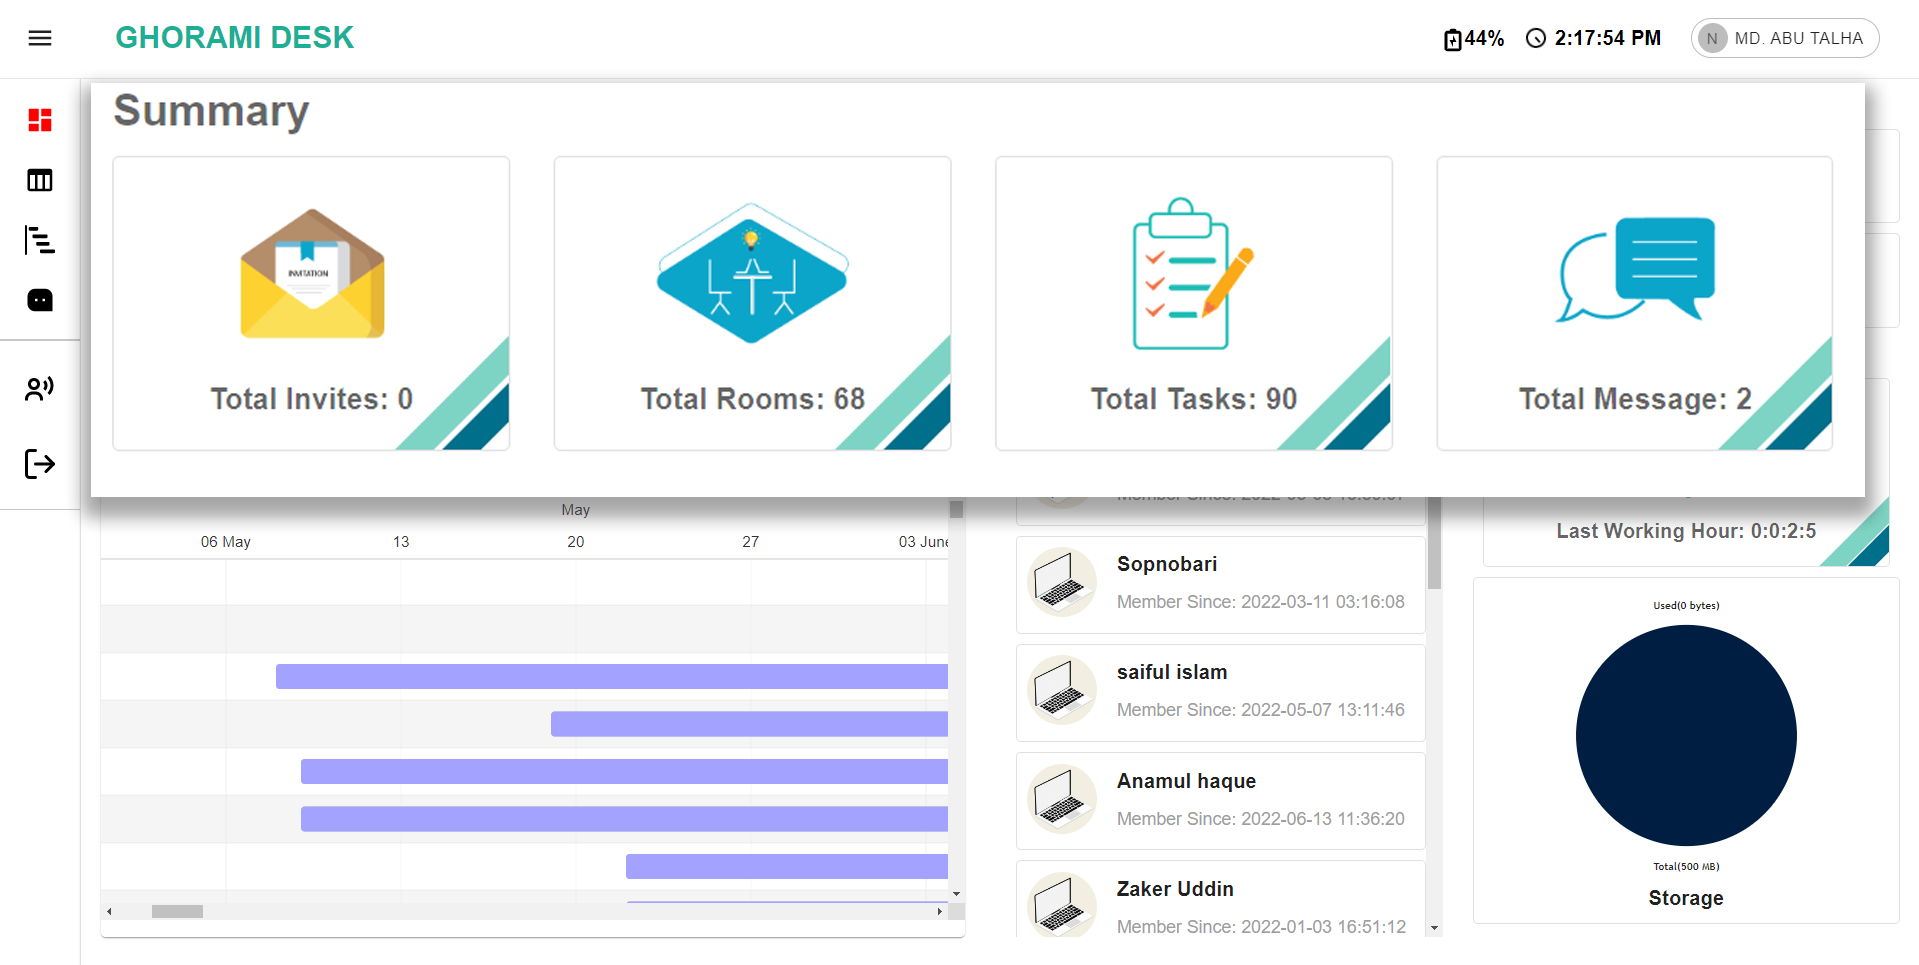 GHORAMI DESK
44%
2:17:54 PM
N MD. ABU TALHA
Summary
INVITATION
Total Invites: 0
Total Rooms: 68
Total Tasks: 90
Total Message: 2
May
06 May 13 20 27 03 June
Sopnobari
Member Since: 2022-03-11 03:16:08
saiful islam
Member Since: 2022-05-07 13:11:46
Anamul haque
Member Since: 2022-06-13 11:36:20
Zaker Uddin
Member Since: 2022-01-03 16:51:12
Last Working Hour: 0:0:2:5
Used(0 bytes)
Total(500 MB)
Storage